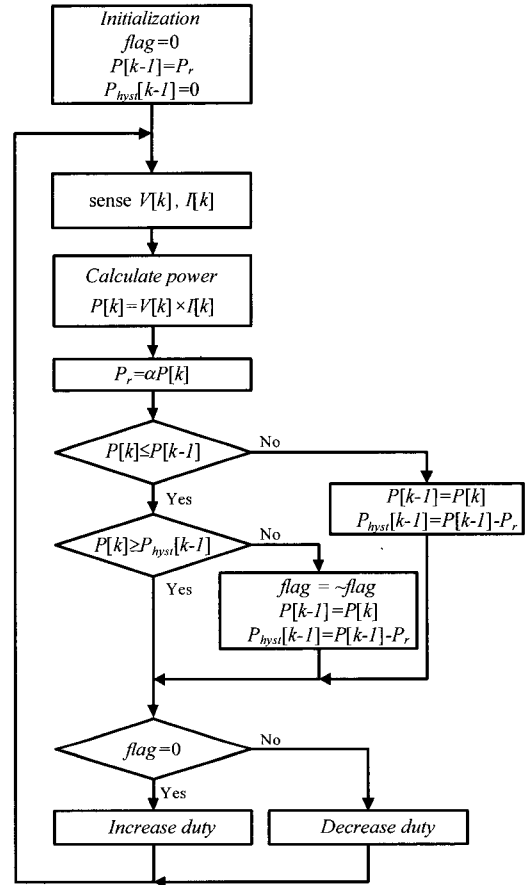 Initialization
flag=0
P[k-1]=Pr
Physt[k-1]=0
sense V[k], I[k]
Calculate power
P[k]=V[k]×I[k]
Pr=αP[k]
P[k]≤P[k-1]
No
Yes
P[k-1]=P[k]
Physt[k-1]=P[k-1]-Pr
P[k]≥Physt[k-1]
No
Yes
flag = ~flag
P[k-1]=P[k]
Physt[k-1]=P[k-1]-Pr
flag=0
No
Yes
Increase duty
Decrease duty